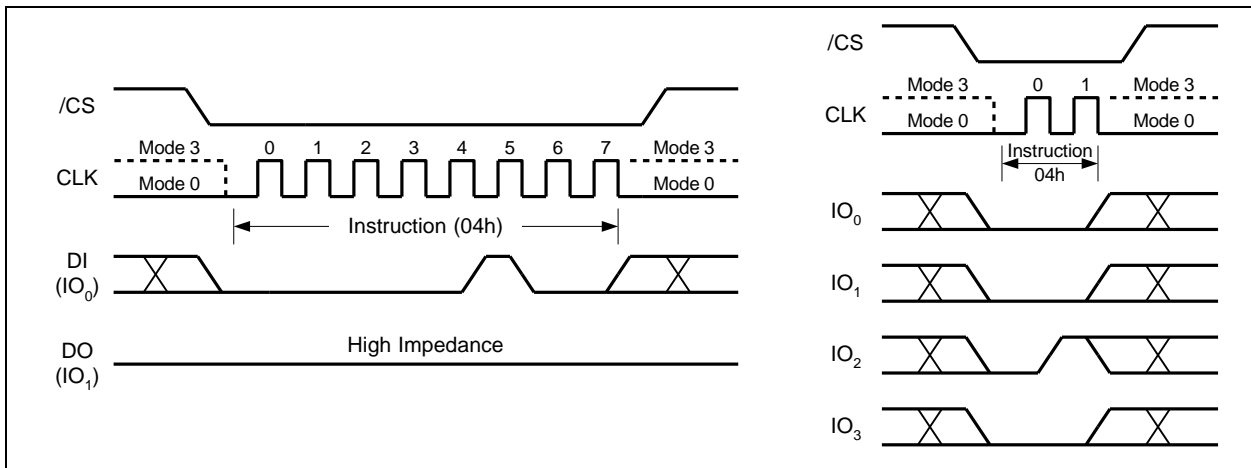 /CS
Mode 3
0 1 2 3 4 5 6 7
Mode 3
CLK
Mode 0
Mode 0
Instruction (04h)
DI
(IO0)
High Impedance
DO
(IO1)
/CS
Mode 3
0 1
Mode 3
CLK
Mode 0
Mode 0
Instruction
04h
IO0
IO1
IO2
IO3